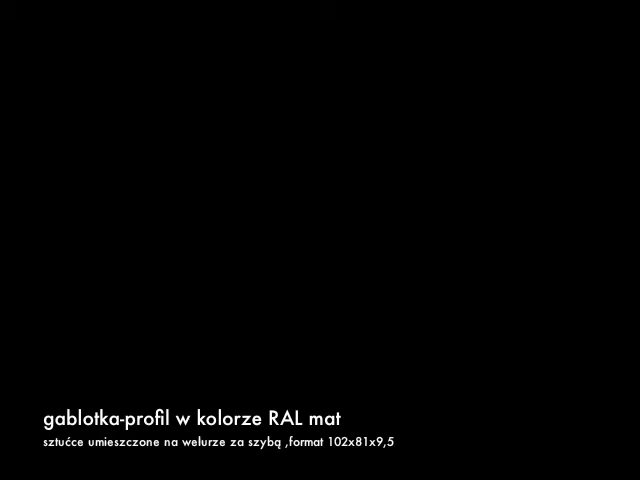 gablotka-profil w kolorze RAL mat
sztućce umieszczone na welurze za szybą ,format 102x81x9,5